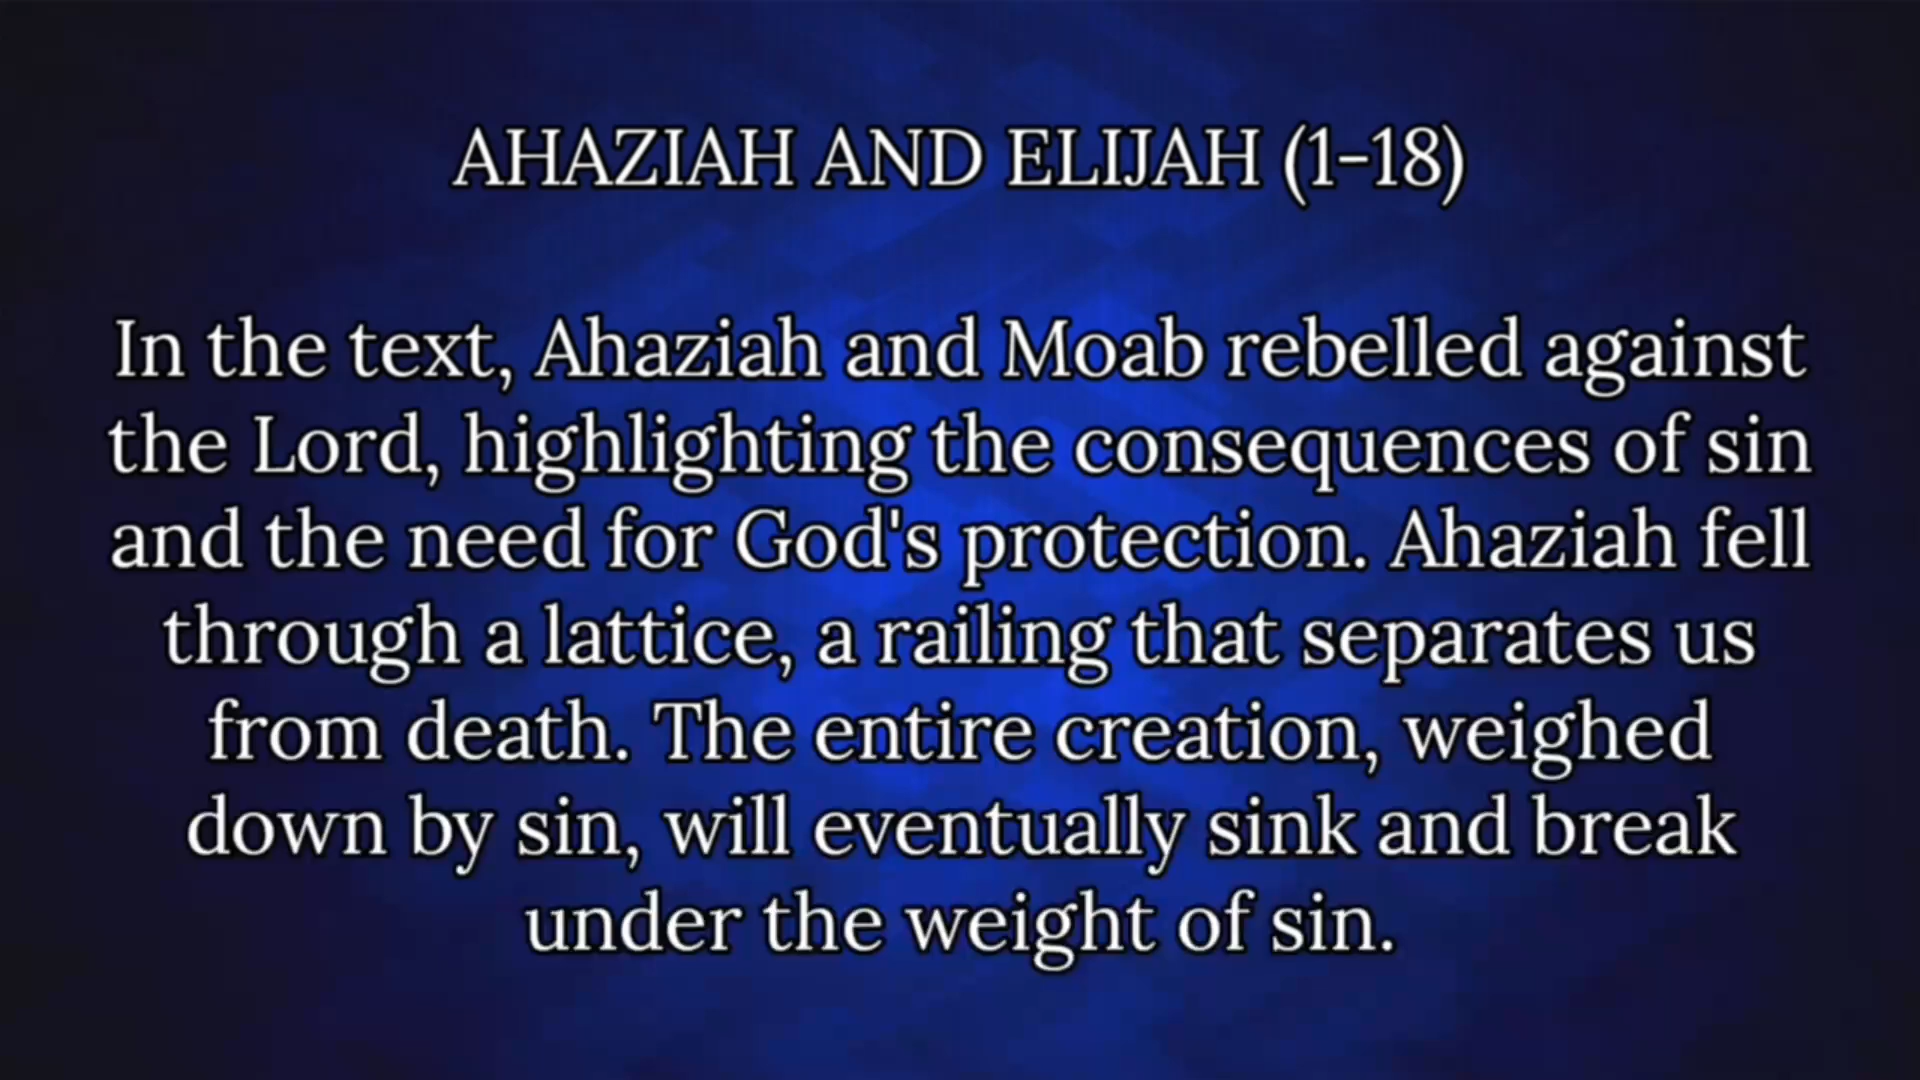 AHAZIAH AND ELIJAH (1-18)
In the text, Ahaziah and Moab rebelled against
the Lord, highlighting the consequences of sin
and the need for God's protection. Ahaziah fell
through a lattice, a railing that separates us
from death. The entire creation, weighed
down by sin, will eventually sink and break
under the weight of sin.